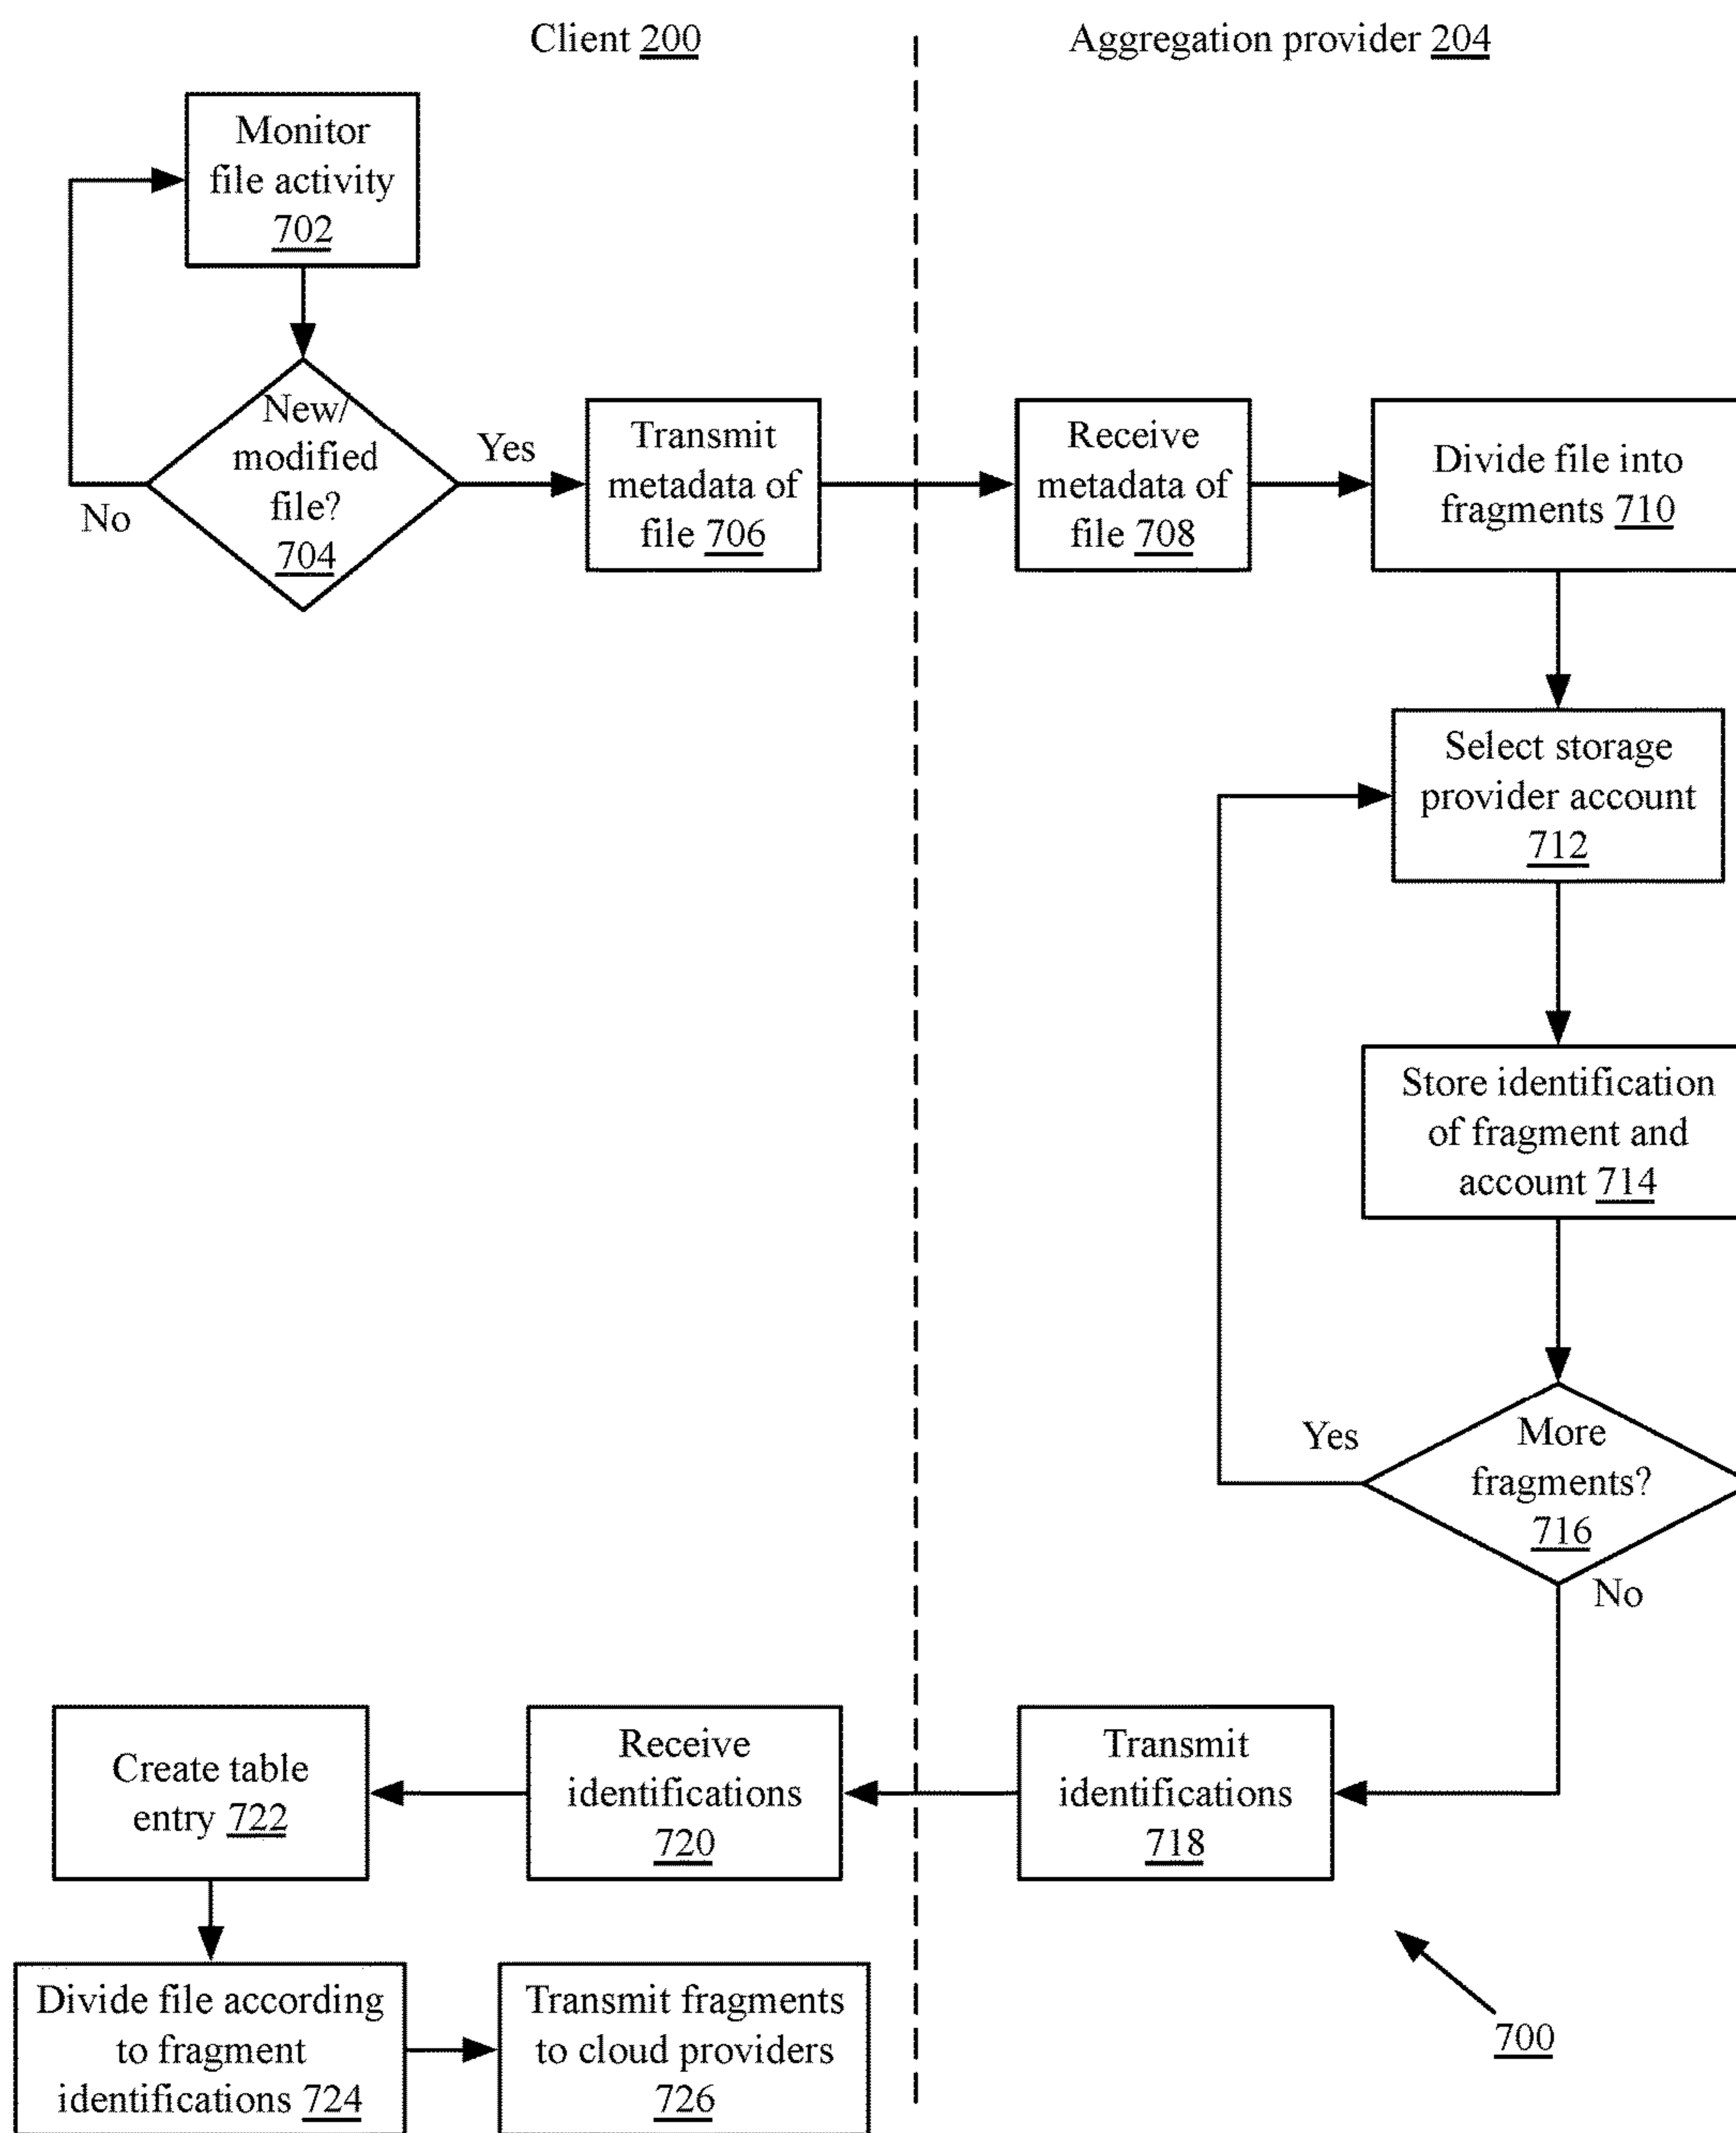 Client 200
Aggregation provider 204
Monitor
file activity
702
New/
modified
file?
704
No
Yes
Transmit
metadata of
file 706
Receive
metadata of
file 708
Divide file into
fragments 710
Select storage
provider account
712
Store identification
of fragment and
account 714
More
fragments?
716
Yes
No
Transmit
identifications
718
Receive
identifications
720
Create table
entry 722
Divide file according
to fragment
identifications 724
Transmit fragments
to cloud providers
726
700